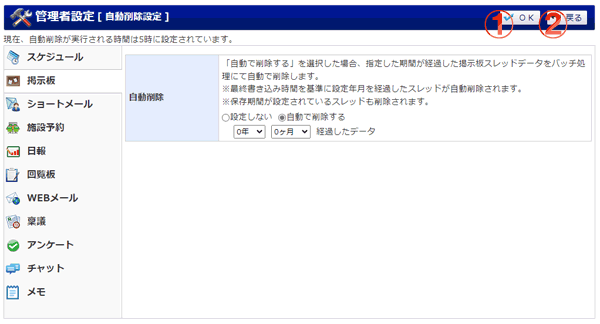 管理者設定 [ 自動削除設定 ]
① OK ② 戻る
現在、自動削除が実行される時間は5時に設定されています。
スケジュール
掲示板
ショートメール
施設予約
日報
回覧板
WEBメール
稟議
アンケート
チャット
メモ
自動削除
「自動で削除する」を選択した場合、指定した期間が経過した掲示板スレッドデータをバッチ処
理にて自動で削除します。
※最終書き込み時間を基準に設定年月を経過したスレッドが自動削除されます。
※保存期間が設定されているスレッドも削除されます。
設定しない 自動で削除する
0年 0ヶ月 経過したデータ